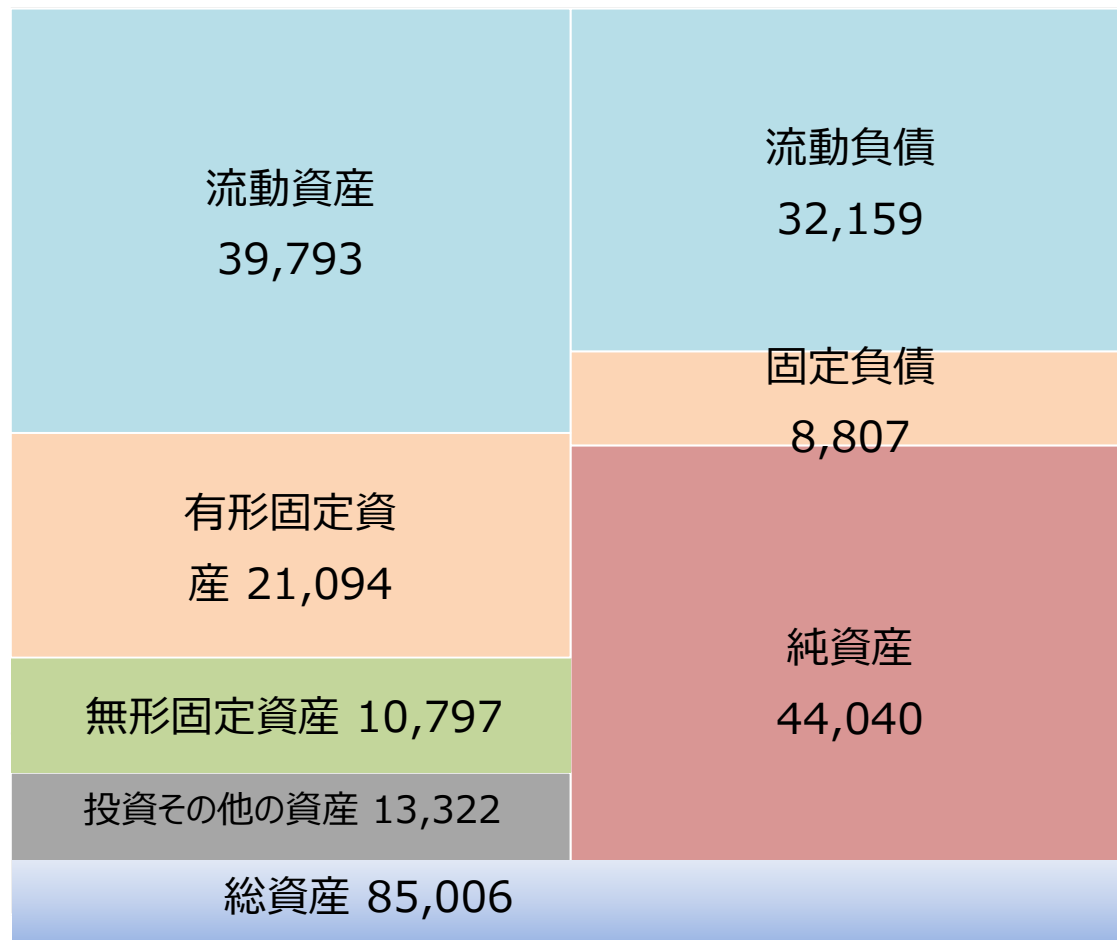 流動資産
39,793
有形固定資
産 21,094
無形固定資産 10,797
投資その他の資産 13,322
流動負債
32,159
固定負債
8,807
純資産
44,040
総資産 85,006